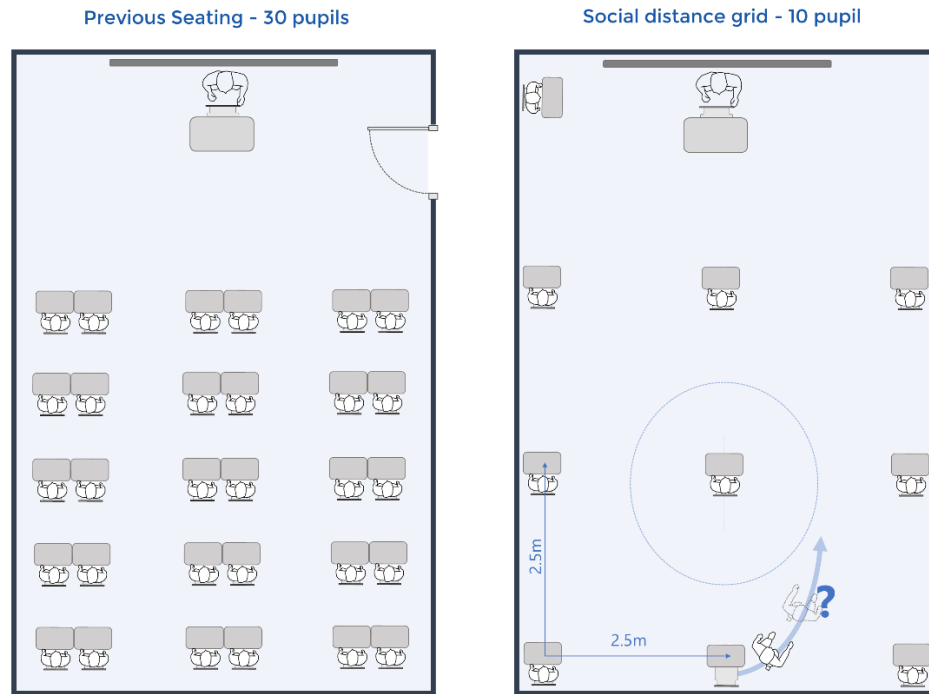 Previous Seating - 30 pupils
Social distance grid - 10 pupil
2.5m
2.5m
?